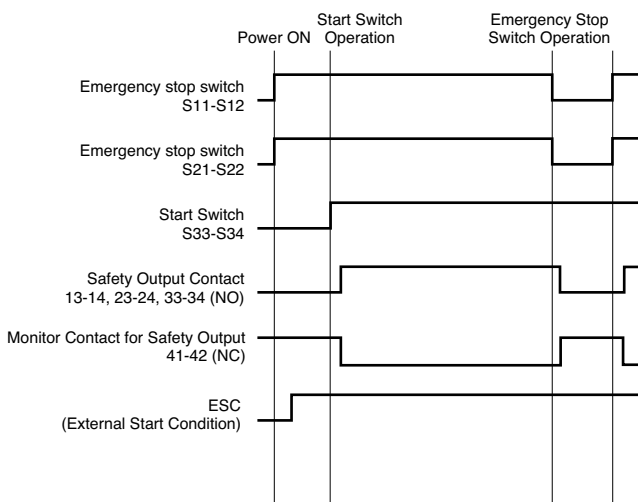 Start Switch
Operation
Emergency Stop
Switch Operation
Power ON
Emergency stop switch
S11-S12
Emergency stop switch
S21-S22
Start Switch
S33-S34
Safety Output Contact
13-14, 23-24, 33-34 (NO)
Monitor Contact for Safety Output
41-42 (NC)
ESC
(External Start Condition)